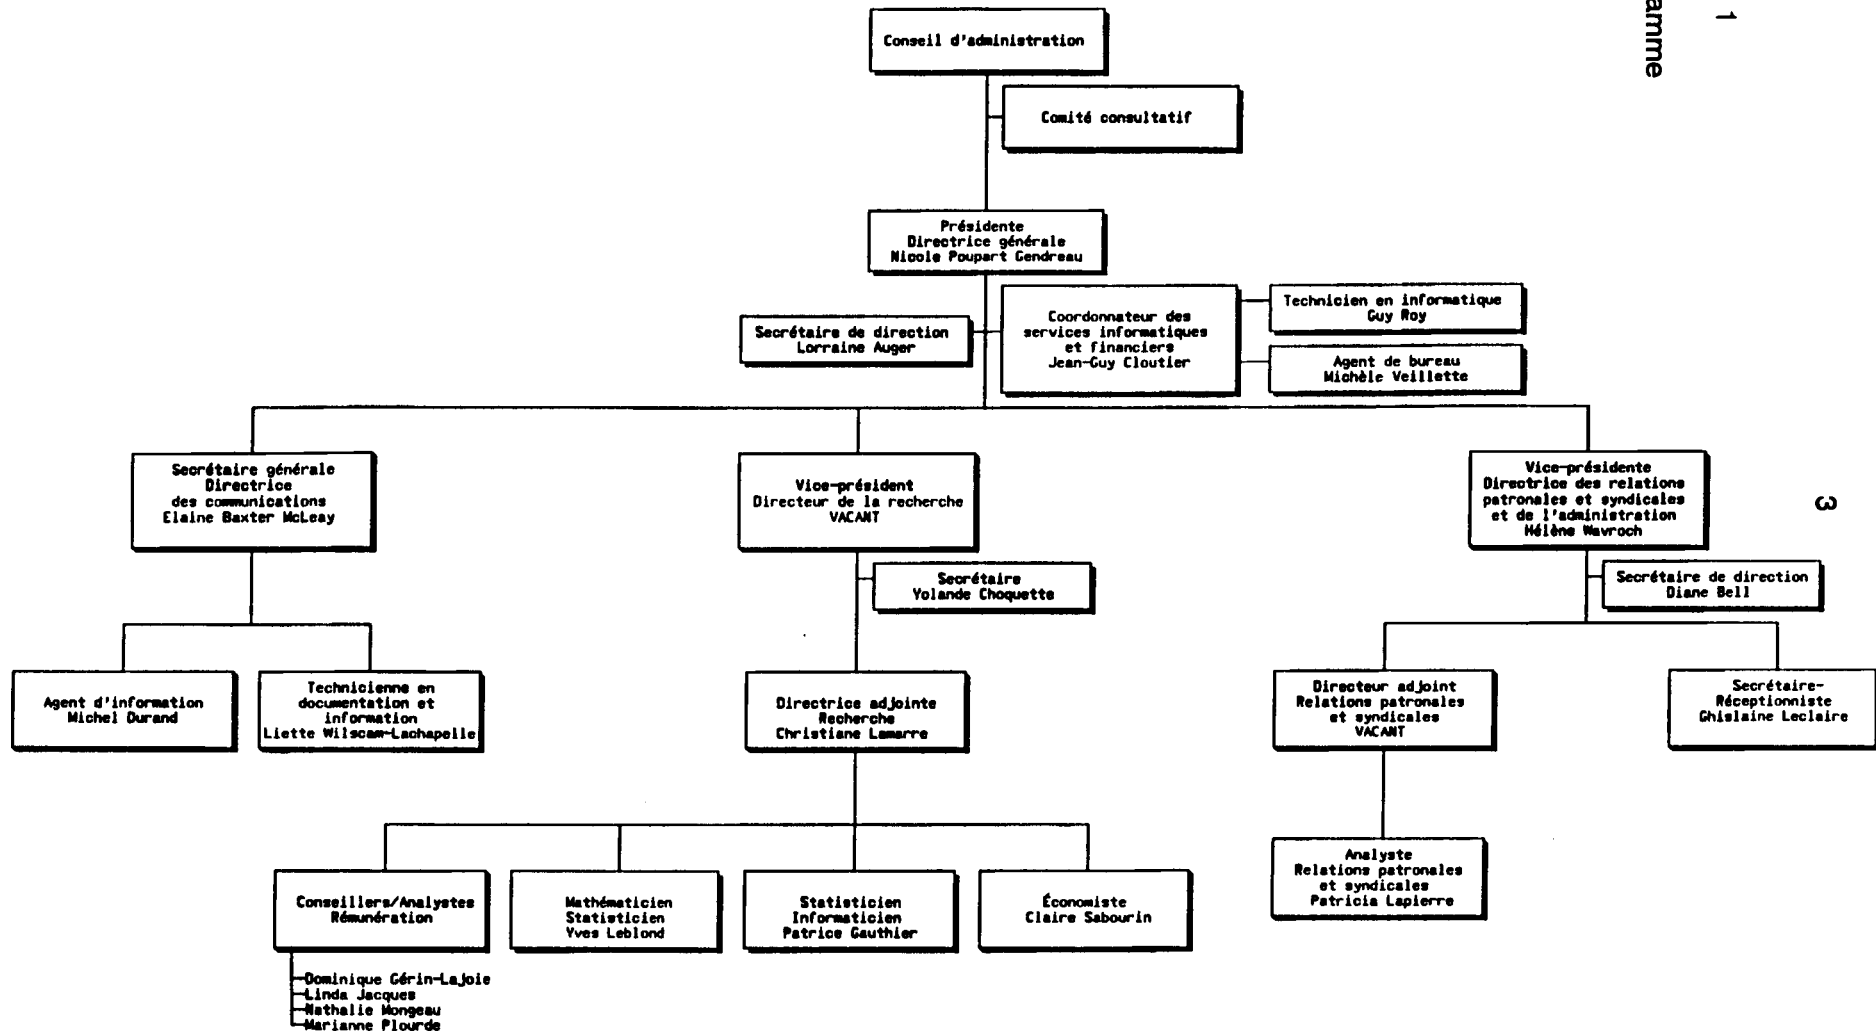 1
amme
3
Conseil d'administration
Comité consultatif
Présidente
Directrice générale
Nicole Poupart Gendreau
Secrétaire de direction
Lorraine Auger
Coordonnateur des
services informatiques
et financiers
Jean-Guy Cloutier
Technicien en informatique
Guy Roy
Agent de bureau
Michèle Veillette
Secrétaire générale
Directrice
des communications
Elaine Baxter McLeay
Vice-président
Directeur de la recherche
VACANT
Vice-présidente
Directrice des relations
patronales et syndicales
et de l'administration
Hélène Wavroch
Secrétaire
Yolande Choquette
Secrétaire de direction
Diane Bell
Agent d'information
Michel Durand
Technicienne en
documentation et
information
Liette Wilscam-Lachapelle
Directrice adjointe
Recherche
Christiane Lamarre
Directeur adjoint
Relations patronales
et syndicales
VACANT
Secrétaire-
Réceptionniste
Ghislaine Leclaire
Conseillers/Analystes
Rémunération
Mathématicien
Statisticien
Yves Leblond
Statisticien
Informaticien
Patrice Gauthier
Économiste
Claire Sabourin
Analyste
Relations patronales
et syndicales
Patricia Lapierre
Dominique Gérin-Lajoie
Linda Jacques
Nathalie Mongeau
Marianne Plourde